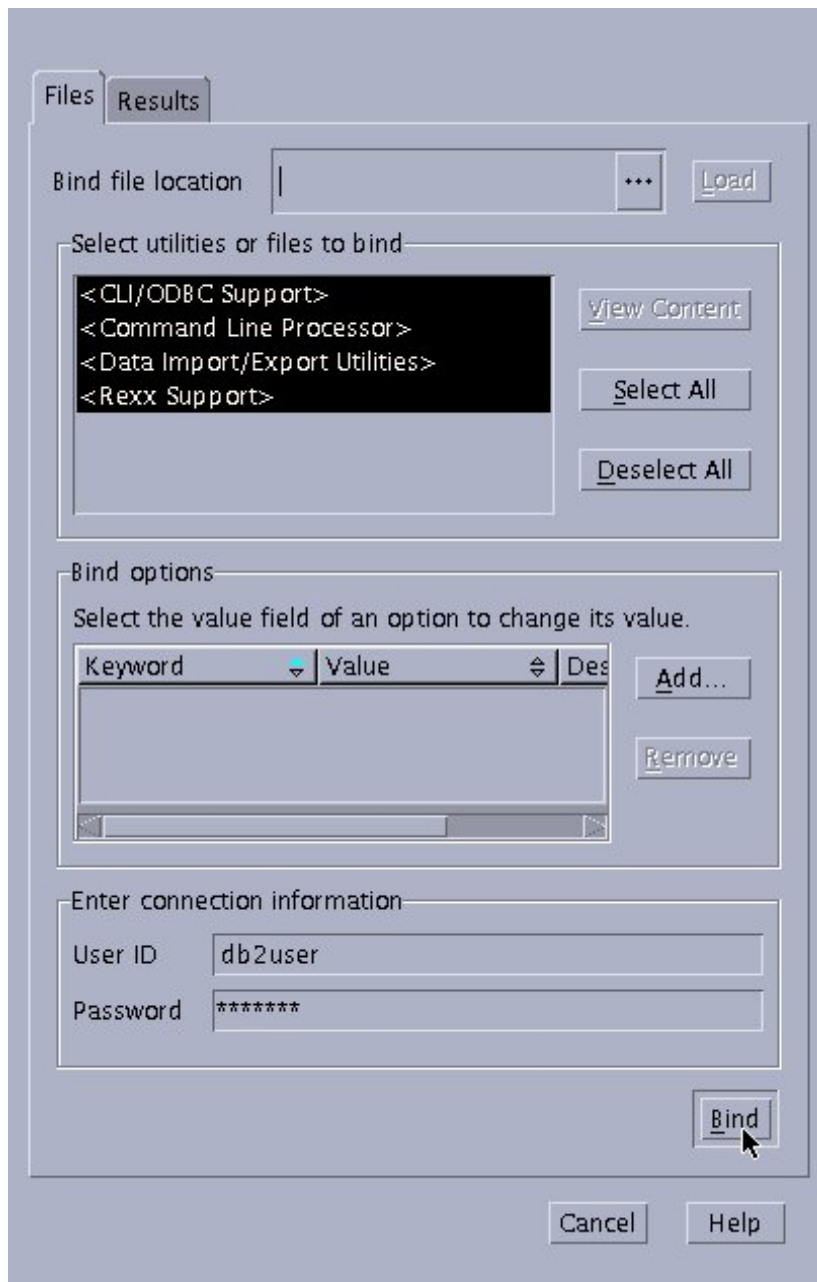 Files Results
Bind file location ... Load
Select utilities or files to bind
<CLI/ODBC Support>
<Command Line Processor>
<Data Import/Export Utilities>
<Rexx Support>
View Content
Select All
Deselect All
Bind options
Select the value field of an option to change its value.
Keyword Value Des
Add...
Remove
Enter connection information
User ID db2user
Password *******
Bind
Cancel Help